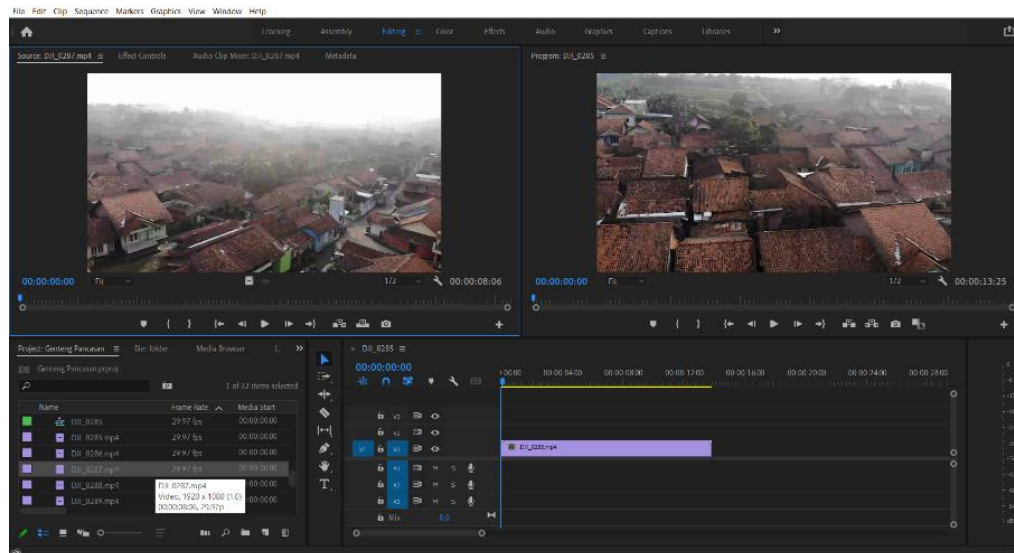 File Edit Clip Sequence Markers Graphics View Window Help
Learning Assembly Editing Color Effects Audio Graphics Captions Libraries
Source: DJI_0287.mp4 Effect Controls Audio Clip Mixer: DJI_0287.mp4 Metadata
Program: DJI_0285
00:00:00:00 Fit 1/2 00:00:08:06
00:00:00:00 Fit 1/2 00:00:13:25
Project: Genteng Pancasan Bin: folder Media Browser
Genteng Pancasan.prproj
1 of 32 items selected
Name Frame Rate Media Start
DJI_0285 29.97 fps 00:00:00:00
DJI_0285.mp4 29.97 fps 00:00:00:00
DJI_0286.mp4 29.97 fps 00:00:00:00
DJI_0287.mp4 29.97 fps 00:00:00:00
DJI_0288.mp4 00:00:00
DJI_0289.mp4 00:00:00
DJI_0287.mp4
Video, 1920 x 1080 (1.0)
00:00:08:06, 29.97p
DJI_0285
00:00:00:00
:00:00 00:00:04:00 00:00:08:00 00:00:12:00 00:00:16:00 00:00:20:00 00:00:24:00 00:00:28:00
V3
V2
V1 V1 DJI_0285.mp4
A1 M S
A2 M S
A3 M S
Mix 0.0